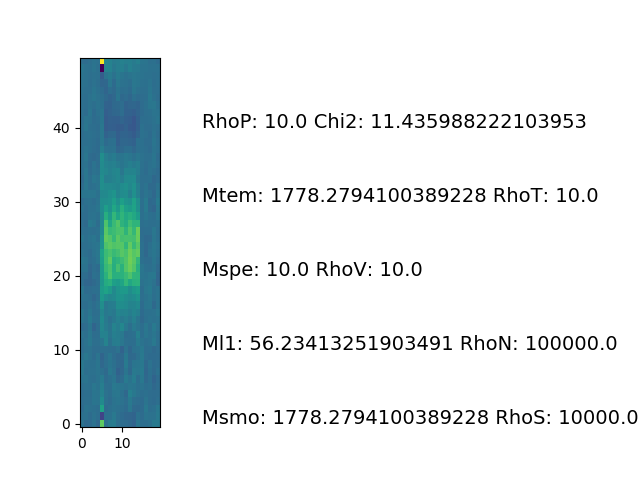 40
30
20
10
0
0 10
RhoP: 10.0 Chi2: 11.435988222103953
Mtem: 1778.2794100389228 RhoT: 10.0
Mspe: 10.0 RhoV: 10.0
Ml1: 56.23413251903491 RhoN: 100000.0
Msmo: 1778.2794100389228 RhoS: 10000.0